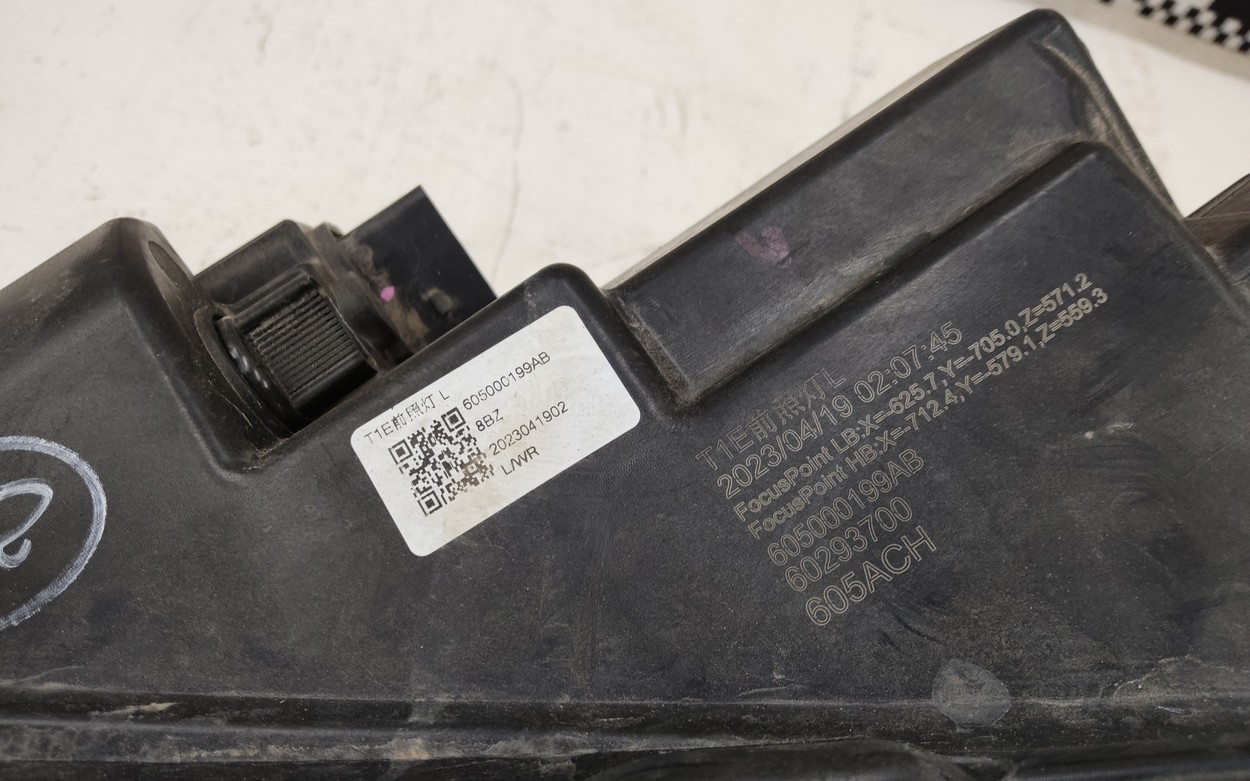 T1E前照灯 L
605000199AB
8BZ
2023041902
L/WR
T1E前照灯L
2023/04/19 02:07:45
FocusPoint LB:X=-625.7,Y=-705.0,Z=571.2
FocusPoint HB:X=-712.4,Y=-579.1,Z=559.3
605000199AB
60293700
605ACH